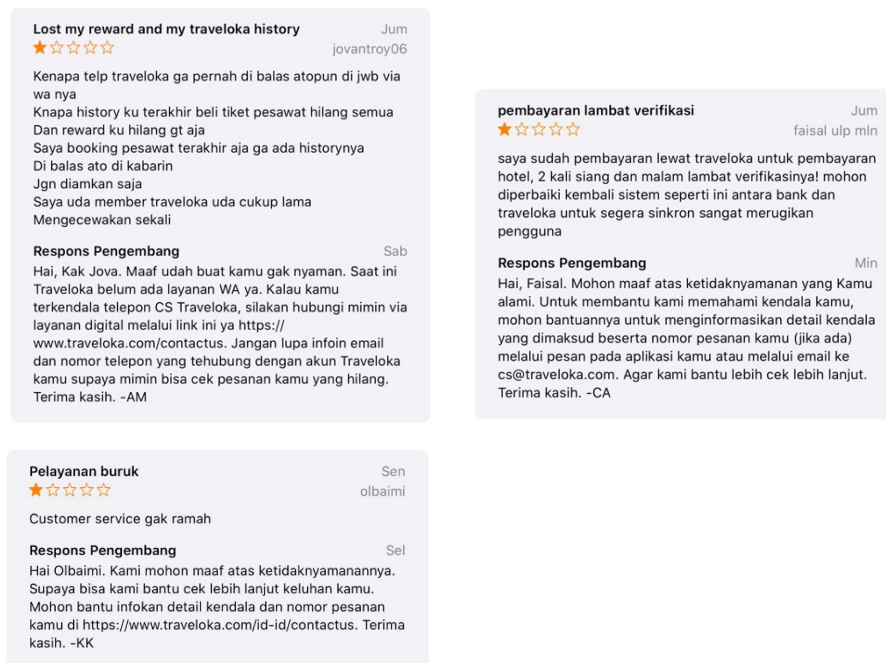 Lost my reward and my traveloka history Jum
jovantroy06
Kenapa telp traveloka ga pernah di balas atopun di jwb via
wa nya
Knapa history ku terakhir beli tiket pesawat hilang semua
Dan reward ku hilang gt aja
Saya booking pesawat terakhir aja ga ada historynya
Di balas ato di kabarin
Jgn diamkan saja
Saya uda member traveloka uda cukup lama
Mengecewakan sekali
Respons Pengembang Sab
Hai, Kak Jova. Maaf udah buat kamu gak nyaman. Saat ini
Traveloka belum ada layanan WA ya. Kalau kamu
terkendala telepon CS Traveloka, silakan hubungi mimin via
layanan digital melalui link ini ya https://
www.traveloka.com/contactus. Jangan lupa infoin email
dan nomor telepon yang tehubung dengan akun Traveloka
kamu supaya mimin bisa cek pesanan kamu yang hilang.
Terima kasih. -AM
pembayaran lambat verifikasi Jum
faisal ulp mln
saya sudah pembayaran lewat traveloka untuk pembayaran
hotel, 2 kali siang dan malam lambat verifikasinya! mohon
diperbaiki kembali sistem seperti ini antara bank dan
traveloka untuk segera sinkron sangat merugikan
pengguna
Respons Pengembang Min
Hai, Faisal. Mohon maaf atas ketidaknyamanan yang Kamu
alami. Untuk membantu kami memahami kendala kamu,
mohon bantuannya untuk menginformasikan detail kendala
yang dimaksud beserta nomor pesanan kamu (jika ada)
melalui pesan pada aplikasi kamu atau melalui email ke
cs@traveloka.com. Agar kami bantu lebih cek lebih lanjut.
Terima kasih. -CA
Pelayanan buruk Sen
olbaimi
Customer service gak ramah
Respons Pengembang Sel
Hai Olbaimi. Kami mohon maaf atas ketidaknyamanannya.
Supaya bisa kami bantu cek lebih lanjut keluhan kamu.
Mohon bantu infokan detail kendala dan nomor pesanan
kamu di https://www.traveloka.com/id-id/contactus. Terima
kasih. -KK